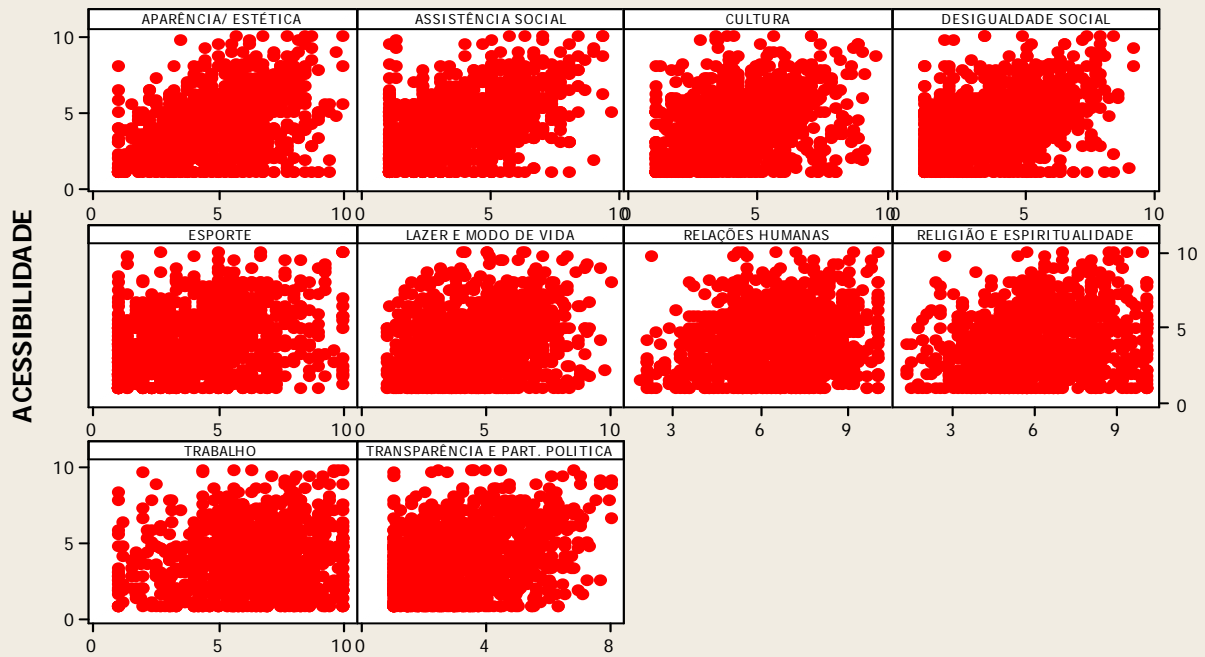 APARÊNCIA/ ESTÉTICA ASSISTÊNCIA SOCIAL CULTURA DESIGUALDADE SOCIAL
10
5
0
0 5 10 5 10 0 5 10 0 5 10
ACESSIBILIDADE
ESPORTE LAZER E MODO DE VIDA RELAÇÕES HUMANAS RELIGIÃO E ESPIRITUALIDADE
10
5
0
0 5 10 0 5 10 3 6 9 3 6 9
TRABALHO TRANSPARÊNCIA E PART. POLITICA
10
5
0
0 5 10 0 4 8